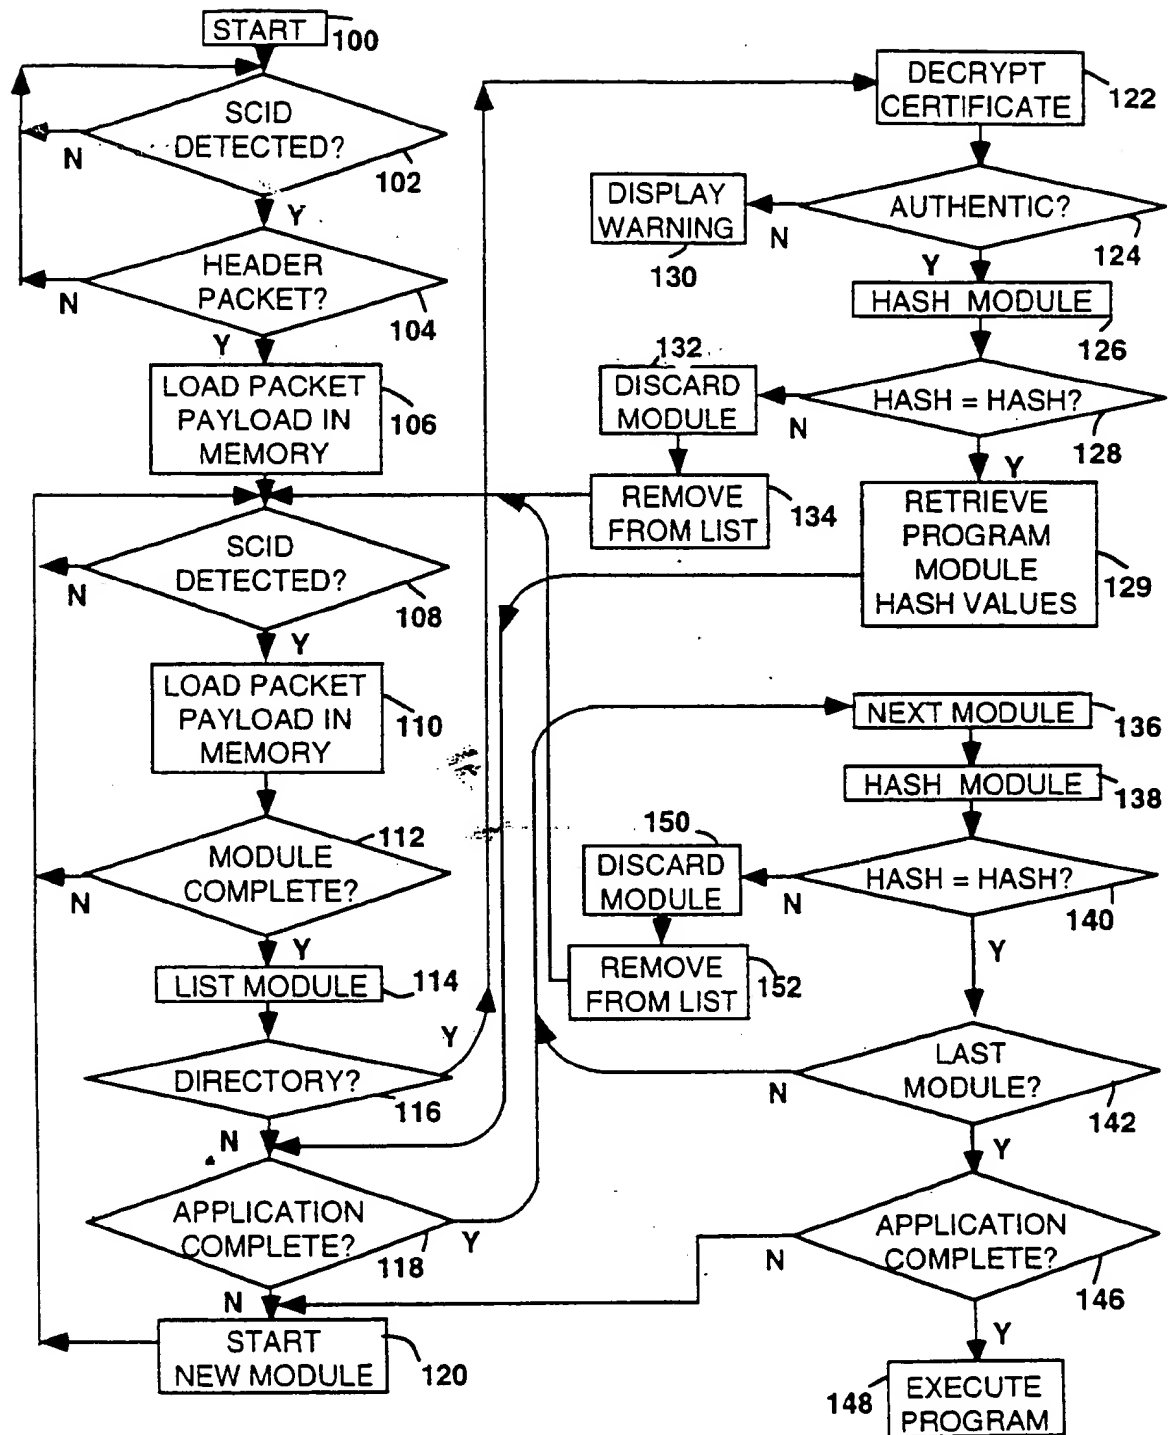 START
100
SCID
DETECTED?
102
N
Y
HEADER
PACKET?
104
N
Y
LOAD PACKET
PAYLOAD IN
MEMORY
106
SCID
DETECTED?
108
N
Y
LOAD PACKET
PAYLOAD IN
MEMORY
110
MODULE
COMPLETE?
112
N
Y
LIST MODULE
114
DIRECTORY?
116
Y
N
APPLICATION
COMPLETE?
118
Y
N
START
NEW MODULE
120
DECRYPT
CERTIFICATE
122
AUTHENTIC?
124
N
Y
DISPLAY
WARNING
130
HASH MODULE
126
HASH = HASH?
128
N
Y
132
DISCARD
MODULE
REMOVE
FROM LIST
134
RETRIEVE
PROGRAM
MODULE
HASH VALUES
129
NEXT MODULE
136
HASH MODULE
138
HASH = HASH?
140
N
Y
150
DISCARD
MODULE
REMOVE
FROM LIST
152
LAST
MODULE?
142
N
Y
APPLICATION
COMPLETE?
146
N
Y
148
EXECUTE
PROGRAM